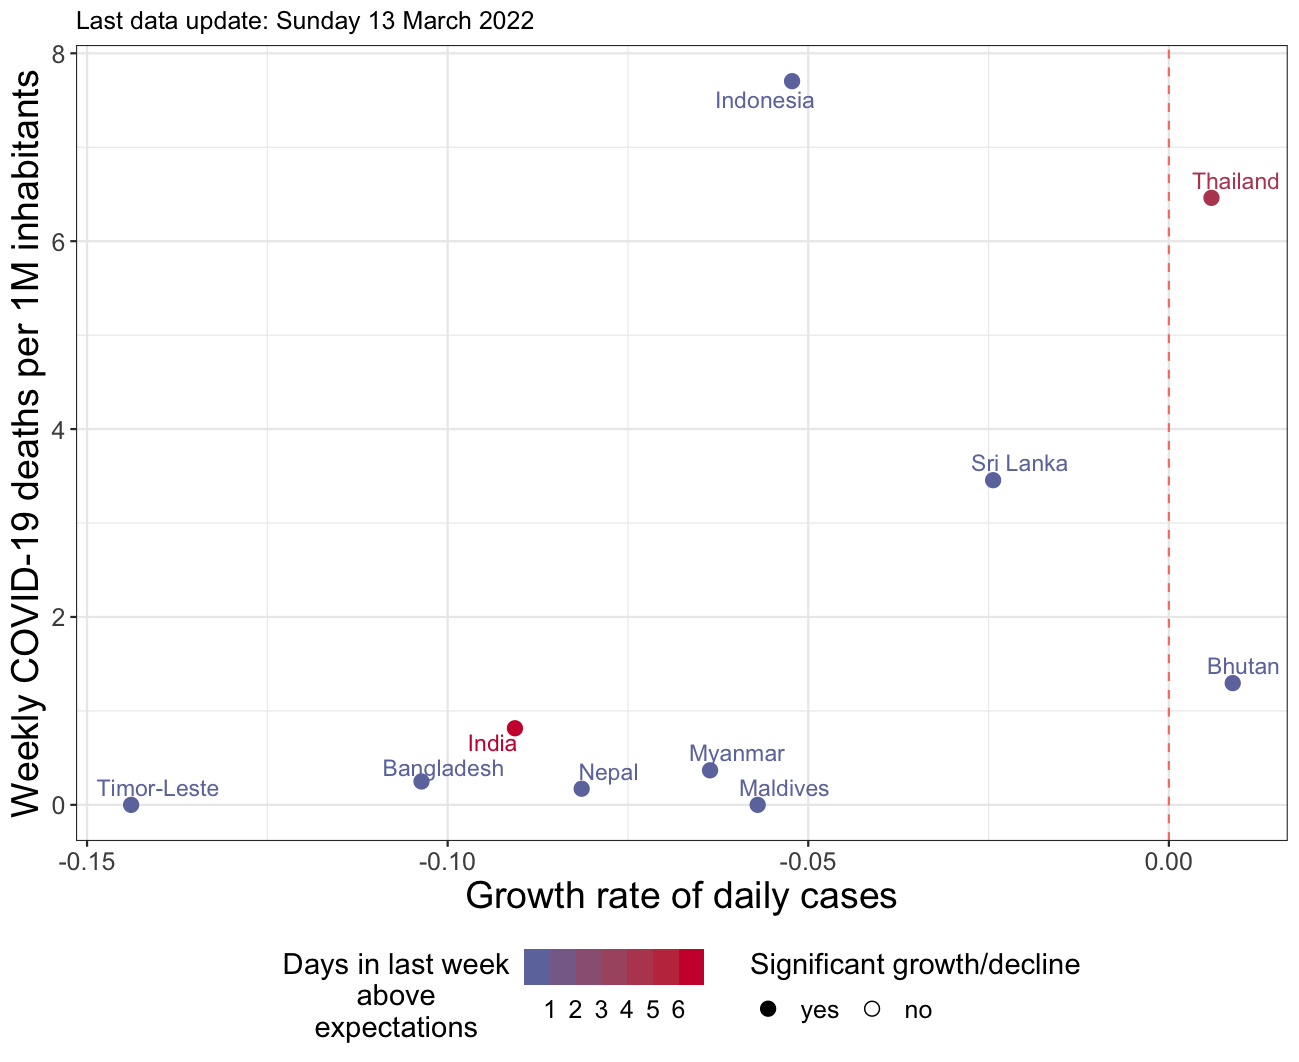 Last data update: Sunday 13 March 2022
Weekly COVID-19 deaths per 1M inhabitants
8
6
4
2
0
Indonesia
Thailand
Sri Lanka
Bhutan
India
Bangladesh
Nepal
Myanmar
Timor-Leste
Maldives
-0.15 -0.10 -0.05 0.00
Growth rate of daily cases
Days in last week
above
expectations
1 2 3 4 5 6
Significant growth/decline
yes no